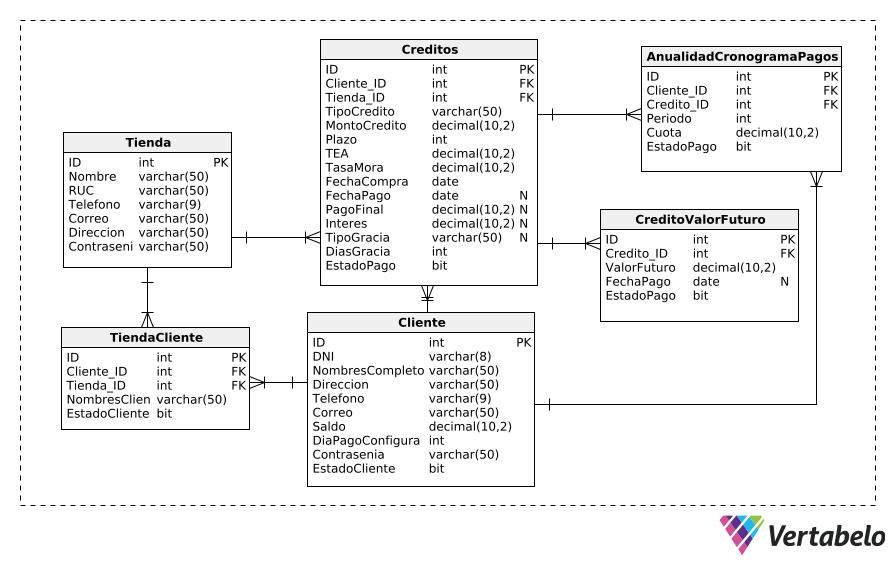 Creditos
ID int PK
Cliente_ID int FK
Tienda_ID int FK
TipoCredito varchar(50)
MontoCredito decimal(10,2)
Plazo int
TEA decimal(10,2)
TasaMora decimal(10,2)
FechaCompra date
FechaPago date N
PagoFinal decimal(10,2) N
Interes decimal(10,2) N
TipoGracia varchar(50) N
DiasGracia int
EstadoPago bit
AnualidadCronogramaPagos
ID int PK
Cliente_ID int FK
Credito_ID int FK
Periodo int
Cuota decimal(10,2)
EstadoPago bit
Tienda
ID int PK
Nombre varchar(50)
RUC varchar(50)
Telefono varchar(9)
Correo varchar(50)
Direccion varchar(50)
Contraseni varchar(50)
CreditoValorFuturo
ID int PK
Credito_ID int FK
ValorFuturo decimal(10,2)
FechaPago date N
EstadoPago bit
TiendaCliente
ID int PK
Cliente_ID int FK
Tienda_ID int FK
NombresClien varchar(50)
EstadoCliente bit
Cliente
ID int PK
DNI varchar(8)
NombresCompleto varchar(50)
Direccion varchar(50)
Telefono varchar(9)
Correo varchar(50)
Saldo decimal(10,2)
DiaPagoConfigura int
Contrasenia varchar(50)
EstadoCliente bit
Vertabelo